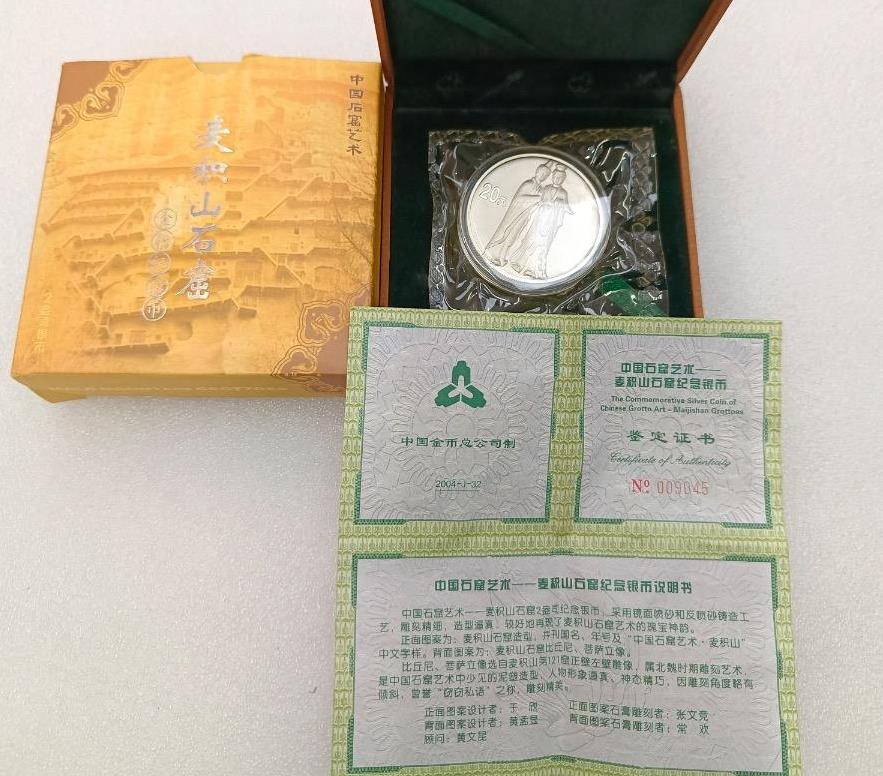 中国石窟艺术
麦积山石窟
金银纪念币
2盎司银币
20元
中国金币总公司制
2004-J-32
中国石窟艺术——
麦积山石窟纪念银币
The Commemorative Silver Coin of
Chinese Grotto Art – Maijishan Grottoes
鉴定证书
Certificate of Authenticity
№ 009045
中国石窟艺术——麦积山石窟纪念银币说明书
中国石窟艺术——麦积山石窟2盎司纪念银币，采用镜面喷砂和反喷砂铸造工
艺，雕刻精细，造型逼真，较好地再现了麦积山石窟艺术的瑰宝神韵。
正面图案为：麦积山石窟造型，并刊国名、年号及“中国石窟艺术·麦积山”
中文字样。背面图案为：麦积山石窟比丘尼、菩萨立像。
比丘尼、菩萨立像选自麦积山第121窟正壁左壁雕像，属北魏时期雕刻艺术，
是中国石窟艺术中少见的泥塑造型，人物形象逼真、神态精巧，因雕刻角度略有
倾斜，曾誉“窃窃私语”之称，雕刻精美。
正面图案设计者：于 欣
正面图案石膏雕刻者：张文竞
背面图案设计者：黄孟奎
背面图案石膏雕刻者：常 欢
顾问：黄文昆